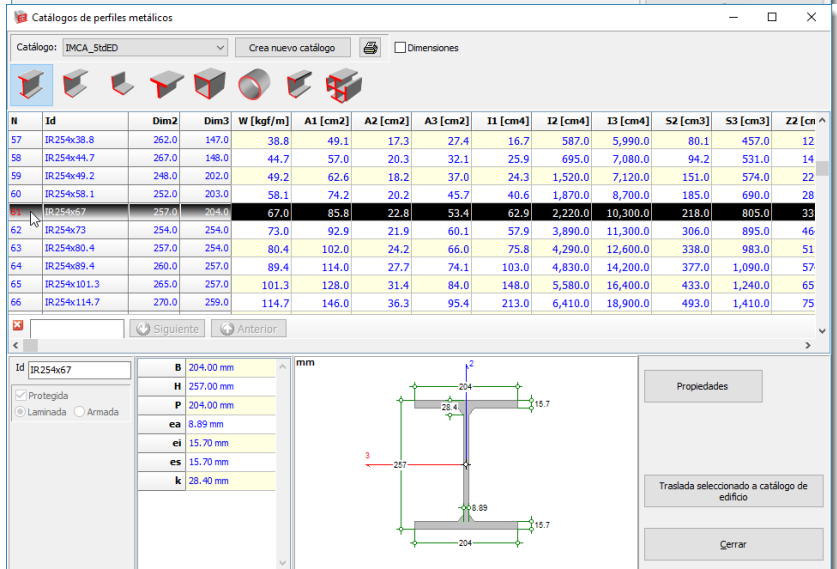 Catálogos de perfiles metálicos
Catálogo: IMCA_StdED Crea nuevo catálogo Dimensiones
N Id Dim2 Dim3 W [kgf/m] A1 [cm2] A2 [cm2] A3 [cm2] I1 [cm4] I2 [cm4] I3 [cm4] S2 [cm3] S3 [cm3] Z2 [cm
57 IR254x38.8 262.0 147.0 38.8 49.1 17.3 27.4 16.7 587.0 5,990.0 80.1 457.0 12
58 IR254x44.7 267.0 148.0 44.7 57.0 20.3 32.1 25.9 695.0 7,080.0 94.2 531.0 14
59 IR254x49.2 248.0 202.0 49.2 62.6 18.2 37.0 24.3 1,520.0 7,120.0 151.0 574.0 22
60 IR254x58.1 252.0 203.0 58.1 74.2 20.2 45.7 40.6 1,870.0 8,700.0 185.0 690.0 28
61 IR254x67 257.0 204.0 67.0 85.8 22.8 53.4 62.9 2,220.0 10,300.0 218.0 805.0 33
62 IR254x73 254.0 254.0 73.0 92.9 21.9 60.1 57.9 3,890.0 11,300.0 306.0 895.0 46
63 IR254x80.4 257.0 254.0 80.4 102.0 24.2 66.0 75.8 4,290.0 12,600.0 338.0 983.0 51
64 IR254x89.4 260.0 257.0 89.4 114.0 27.7 74.1 103.0 4,830.0 14,200.0 377.0 1,090.0 57
65 IR254x101.3 265.0 257.0 101.3 128.0 31.4 84.0 148.0 5,580.0 16,400.0 433.0 1,240.0 65
66 IR254x114.7 270.0 259.0 114.7 146.0 36.3 95.4 213.0 6,410.0 18,900.0 493.0 1,410.0 75
Siguiente Anterior
Id IR254x67
Protegida
Laminada Armada
B 204.00 mm
H 257.00 mm
P 204.00 mm
ea 8.89 mm
ei 15.70 mm
es 15.70 mm
k 28.40 mm
mm
2
204
28.4
15.7
3
257
8.89
15.7
204
Propiedades
Traslada seleccionado a catálogo de
edificio
Cerrar